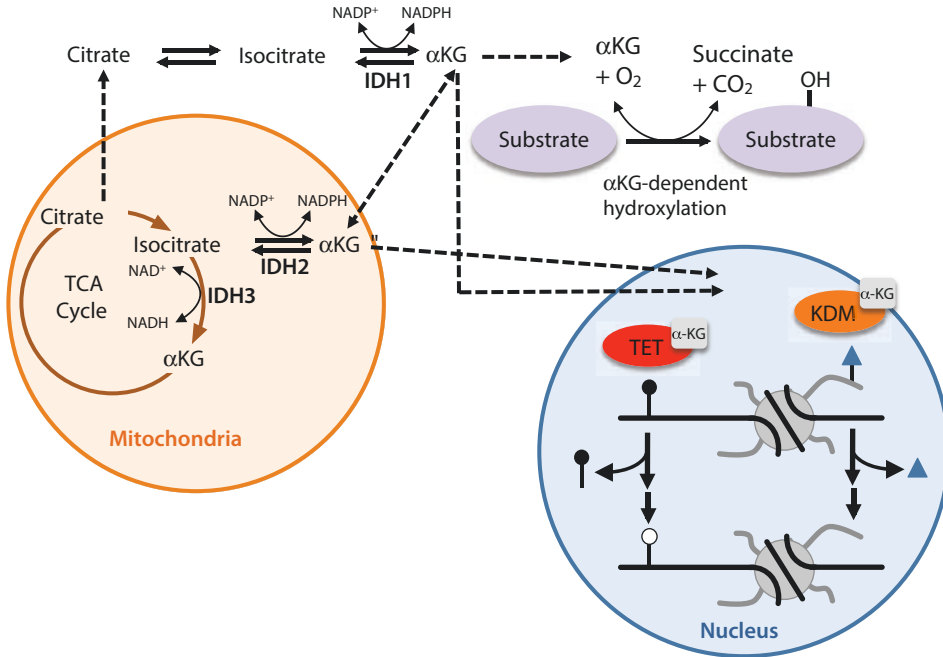 NADP⁺ NADPH
Citrate Isocitrate αKG
IDH1
αKG
+ O₂
Succinate
+ CO₂
OH
Substrate Substrate
αKG-dependent
hydroxylation
Citrate
NADP⁺ NADPH
Isocitrate αKG "
IDH2
NAD⁺
TCA
Cycle
IDH3
NADH
αKG
Mitochondria
α-KG
KDM
α-KG
TET
Nucleus